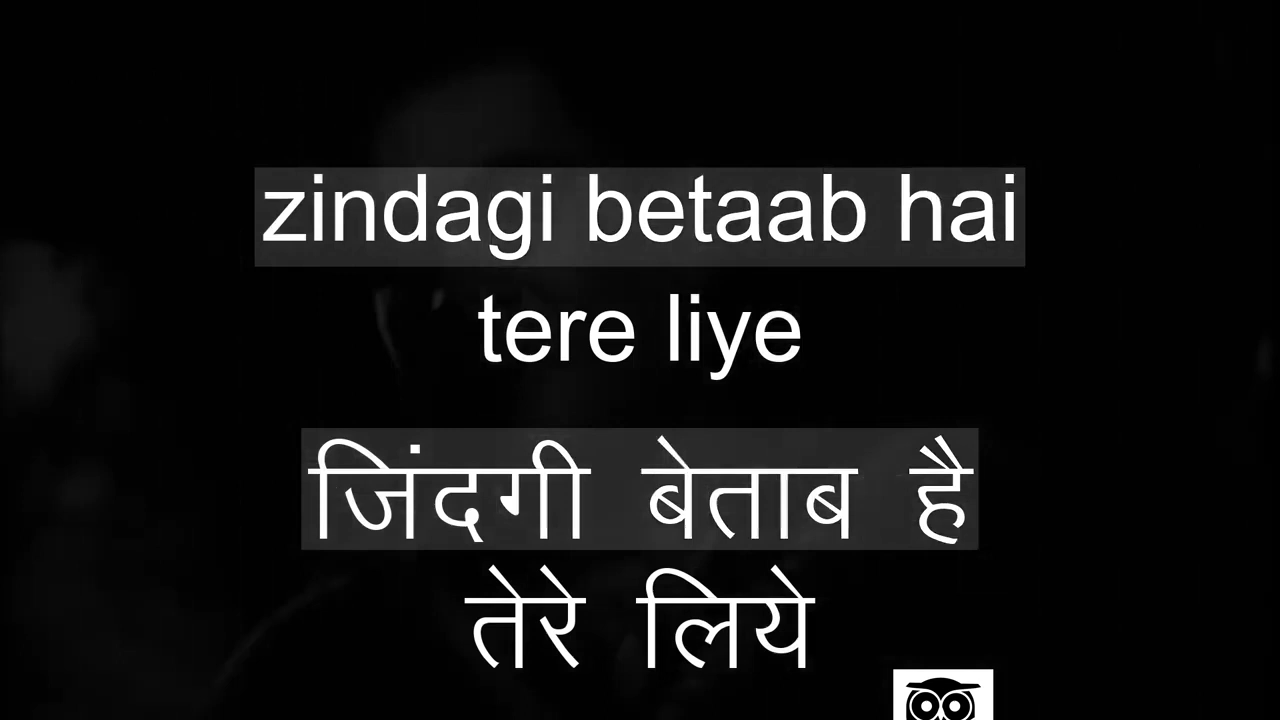 zindagi betaab hai
tere liye
जिंदगी बेताब है
तेरे लिये